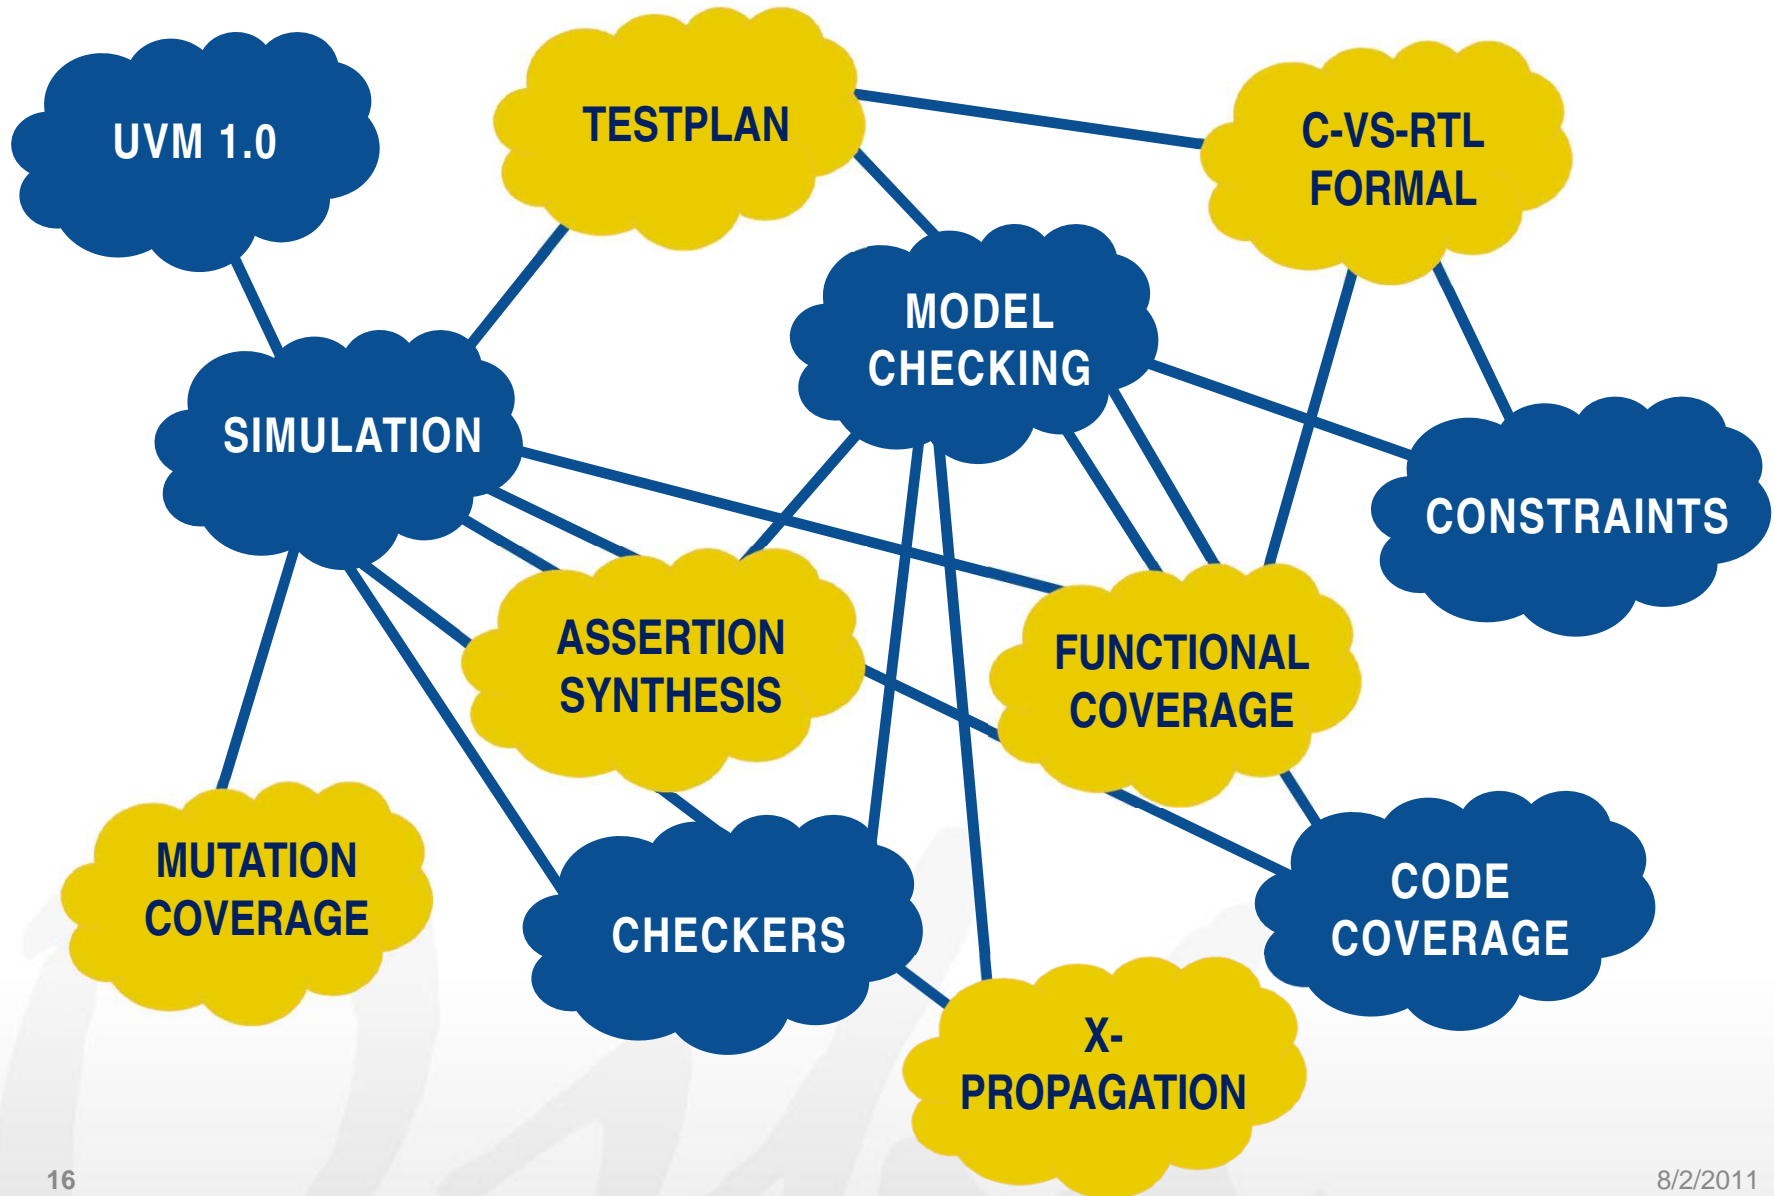 UVM 1.0
TESTPLAN
C-VS-RTL
FORMAL
MODEL
CHECKING
SIMULATION
CONSTRAINTS
ASSERTION
SYNTHESIS
FUNCTIONAL
COVERAGE
MUTATION
COVERAGE
CHECKERS
CODE
COVERAGE
X-
PROPAGATION
16
8/2/2011